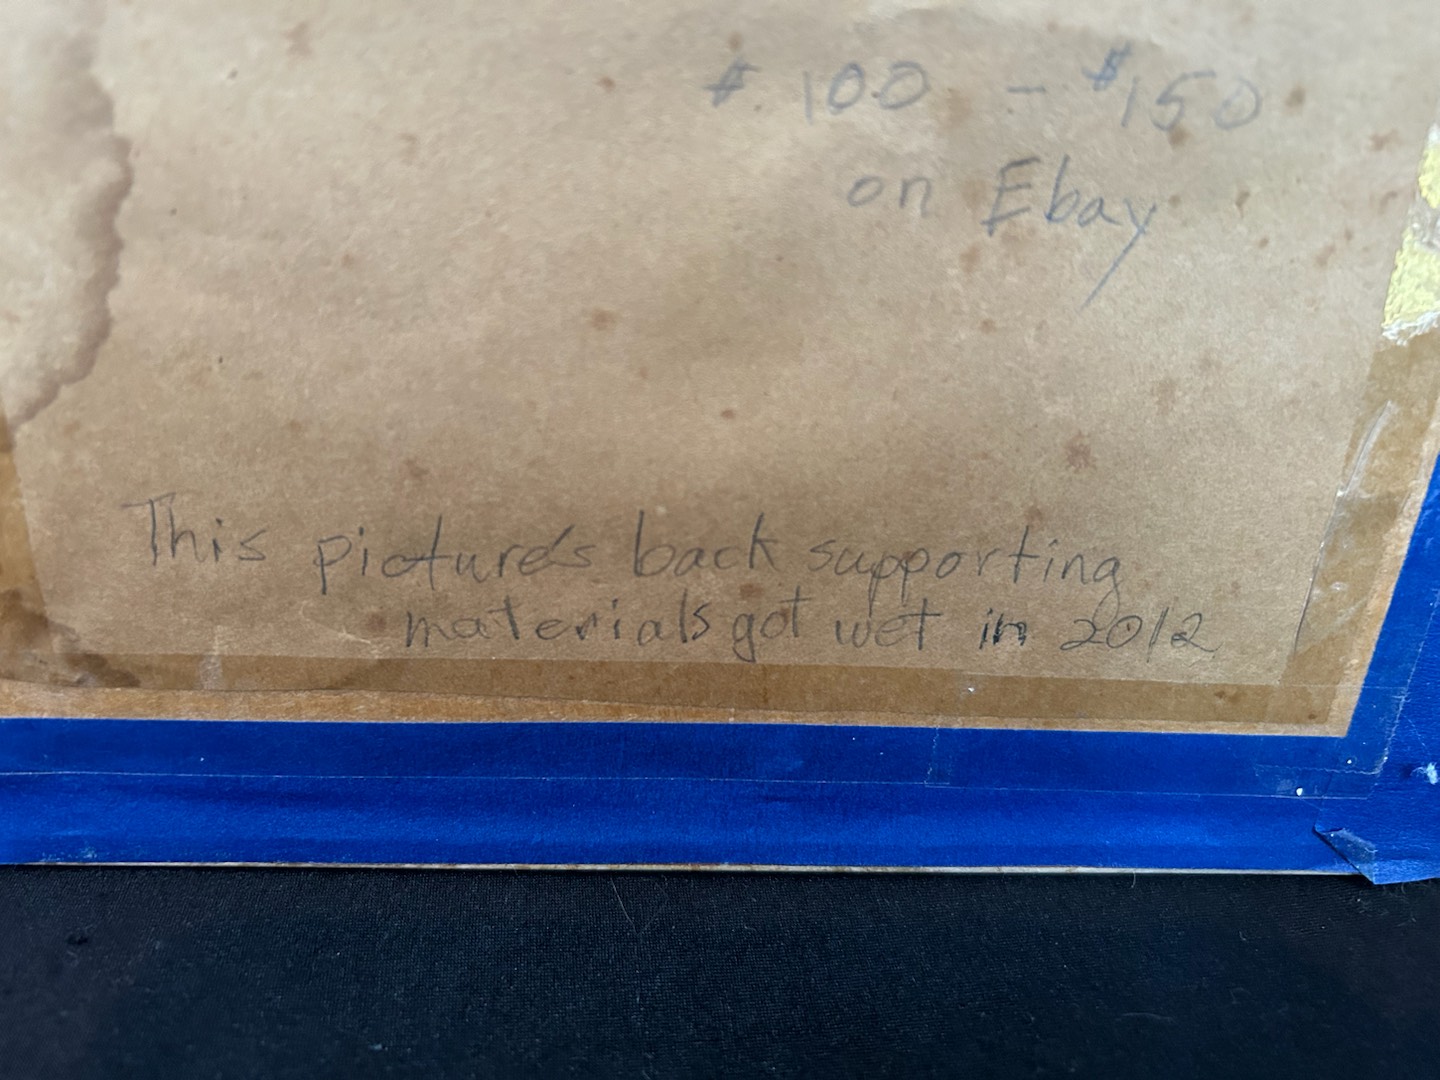 $ 100 - $150
on Ebay
This picture's back supporting
materials got wet in 2012